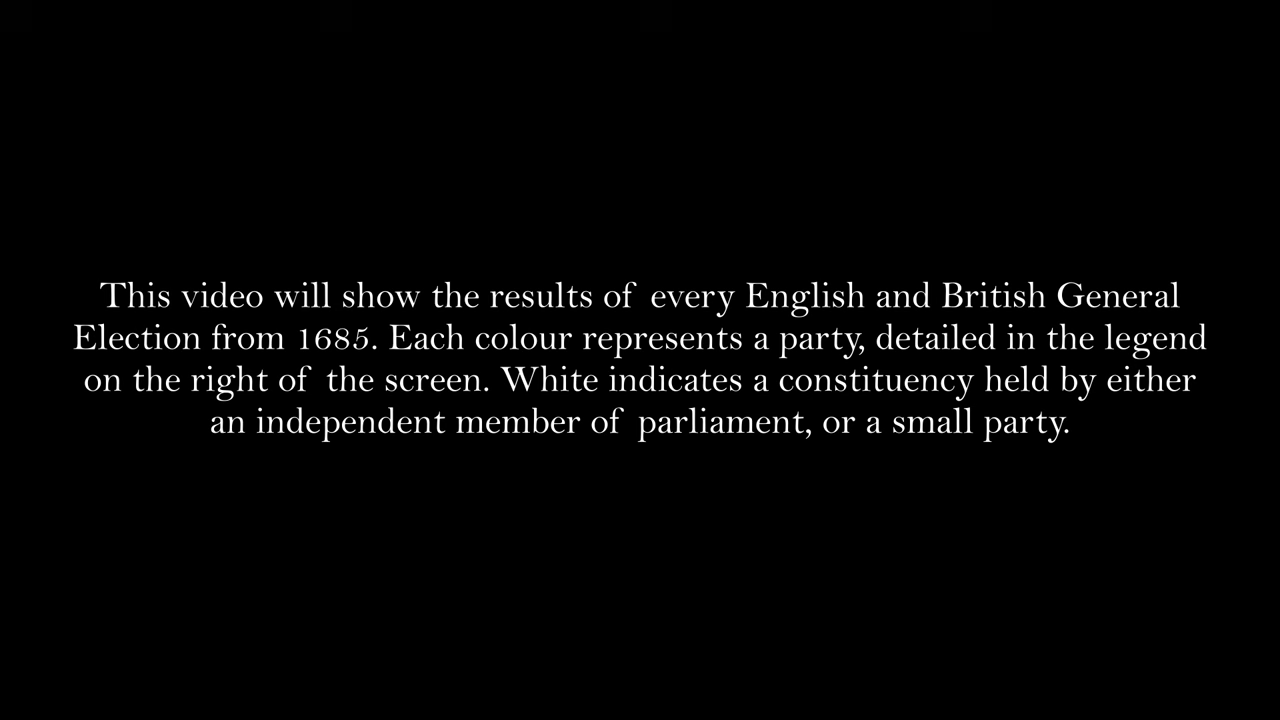 This video will show the results of every English and British General
Election from 1685. Each colour represents a party, detailed in the legend
on the right of the screen. White indicates a constituency held by either
an independent member of parliament, or a small party.